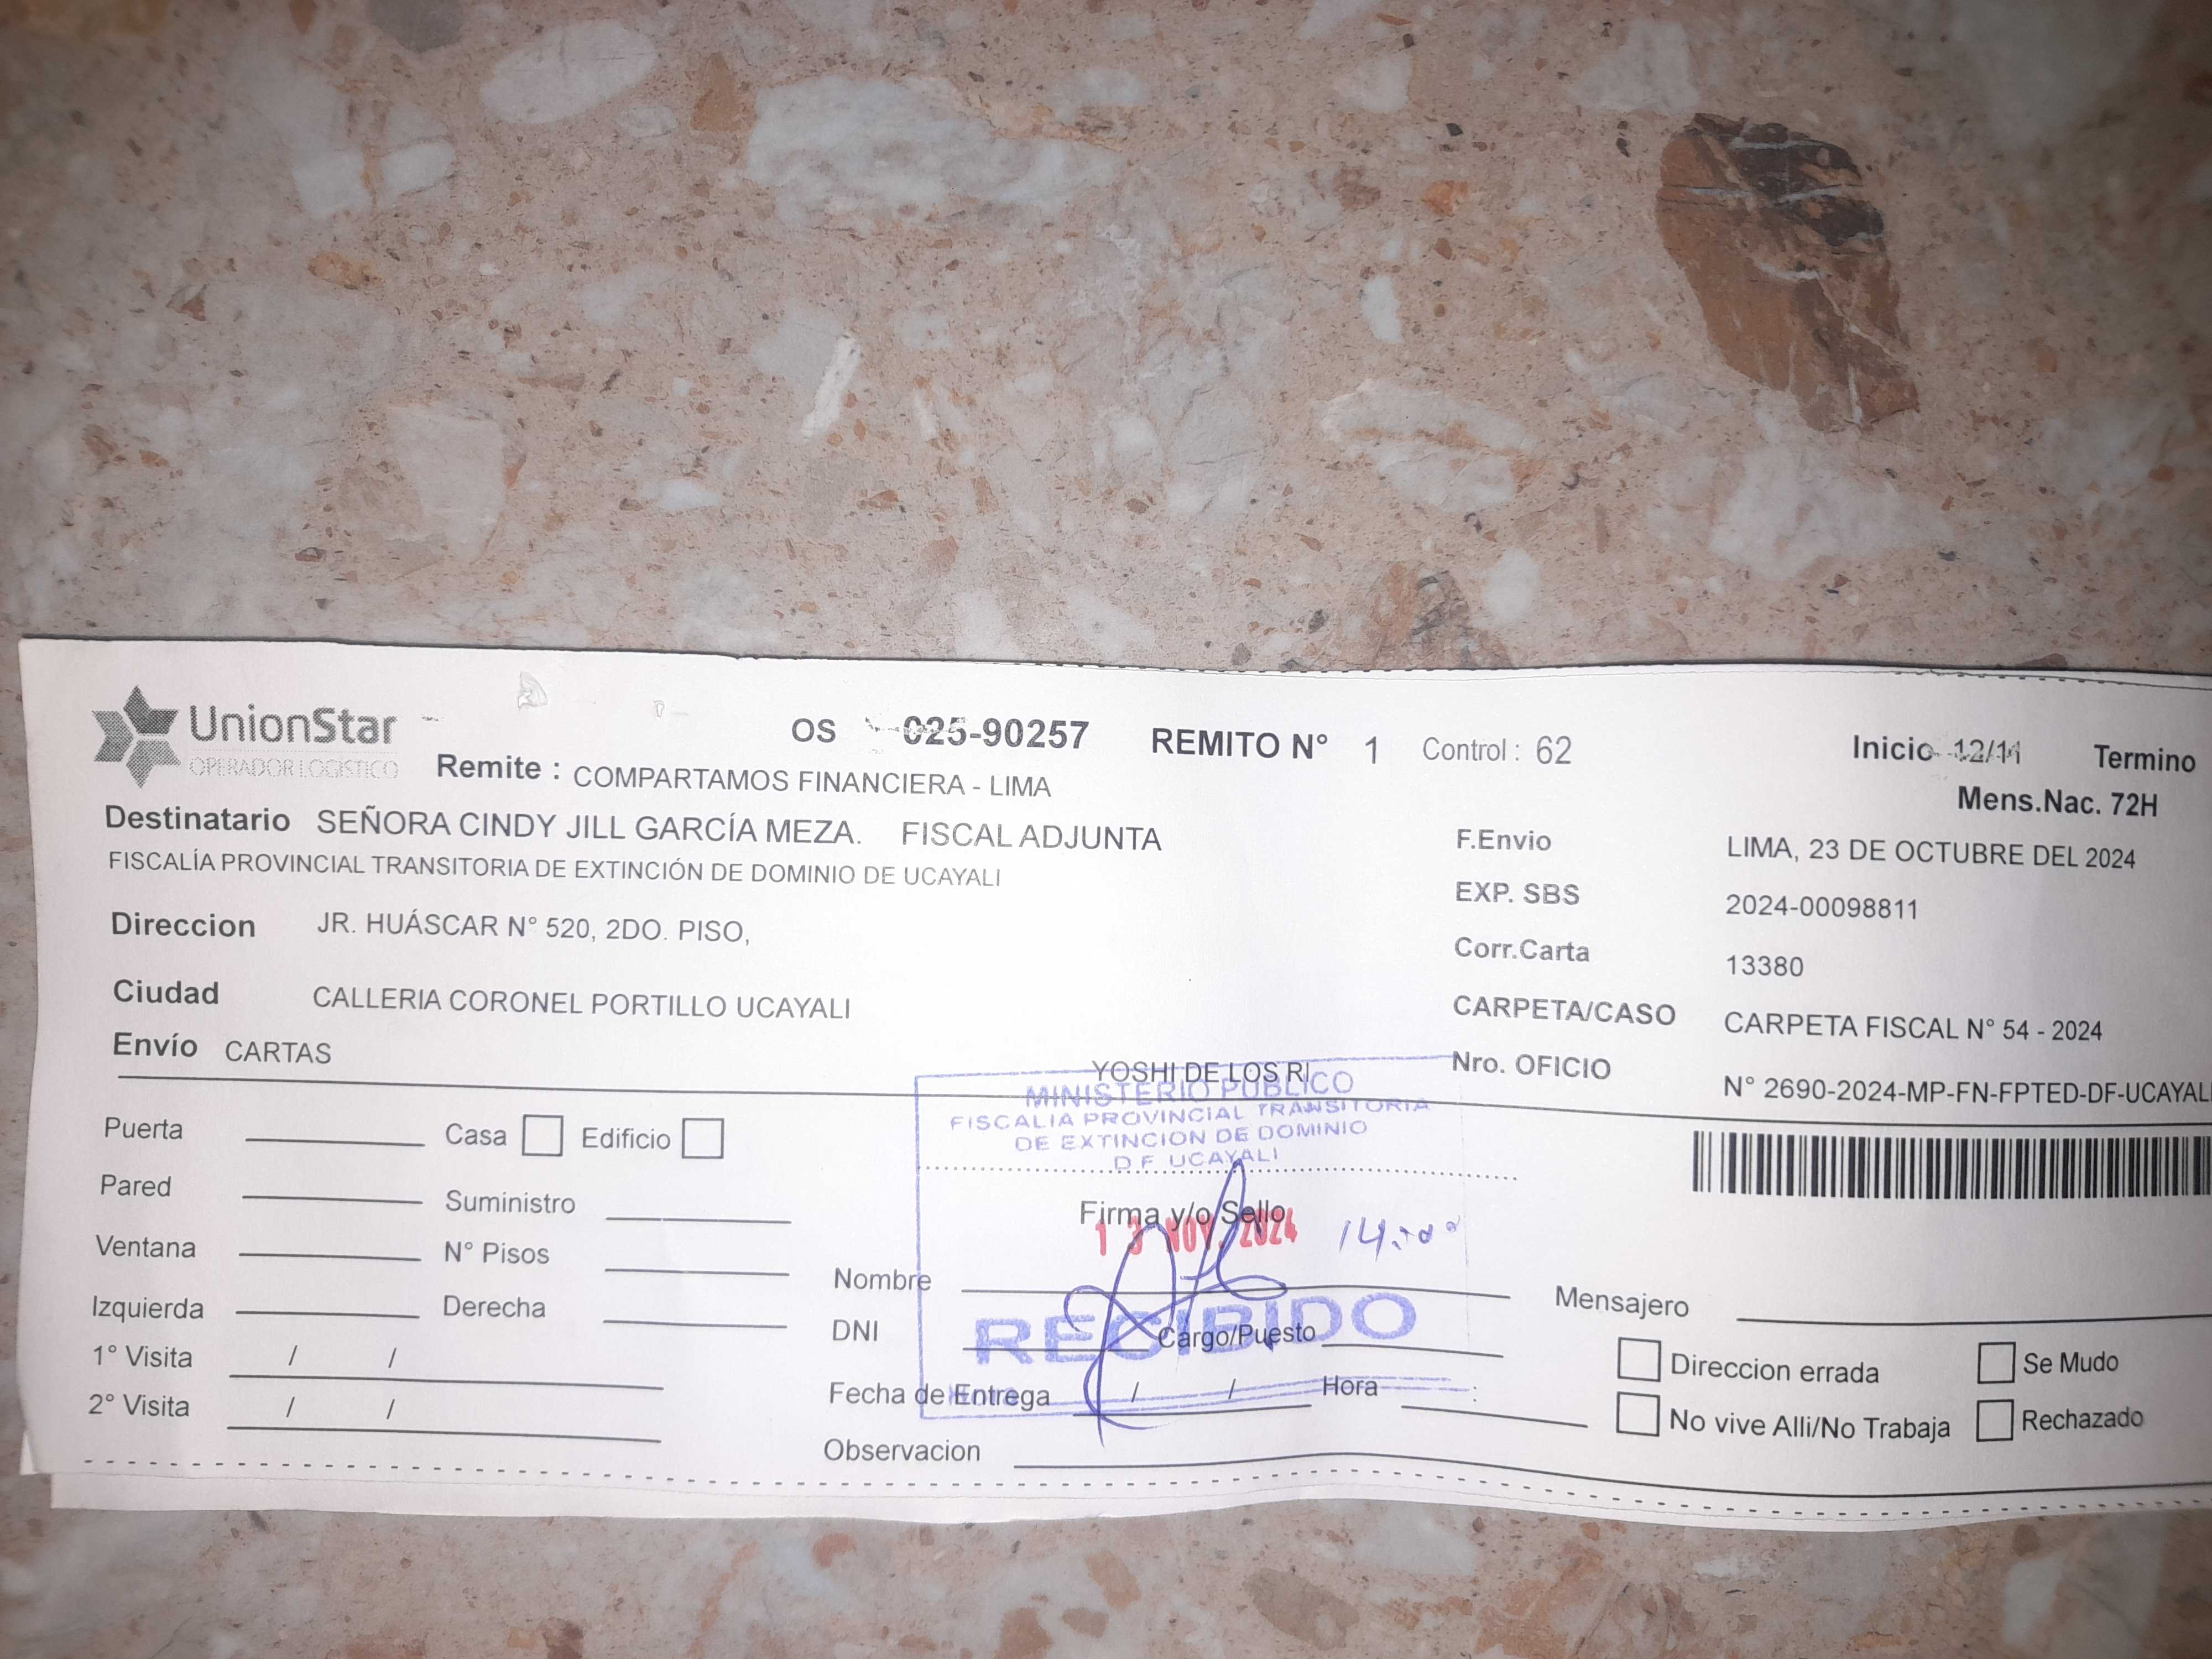 UnionStar
OPERADOR LOGISTICO
OS 025-90257 REMITO N° 1 Control : 62 Inicio 12/11 Termino
Remite : COMPARTAMOS FINANCIERA - LIMA
Mens.Nac. 72H
Destinatario SEÑORA CINDY JILL GARCÍA MEZA. FISCAL ADJUNTA
FISCALÍA PROVINCIAL TRANSITORIA DE EXTINCIÓN DE DOMINIO DE UCAYALI
Direccion JR. HUÁSCAR N° 520, 2DO. PISO,
Ciudad CALLERIA CORONEL PORTILLO UCAYALI
Envío CARTAS
F.Envio LIMA, 23 DE OCTUBRE DEL 2024
EXP. SBS 2024-00098811
Corr.Carta 13380
CARPETA/CASO CARPETA FISCAL N° 54 - 2024
Nro. OFICIO N° 2690-2024-MP-FN-FPTED-DF-UCAYALI
Puerta Casa Edificio
Pared Suministro
Ventana N° Pisos
Izquierda Derecha
1° Visita / /
2° Visita / /
YOSHI DE LOS RI
MINISTERIO PUBLICO
FISCALIA PROVINCIAL TRANSITORIA
DE EXTINCION DE DOMINIO
D.F. UCAYALI
Firma y/o Sello
13 NOV. 2024
Nombre
RECIBIDO
DNI Cargo/Puesto
Fecha de Entrega / / Hora :
Observacion
Mensajero
Direccion errada Se Mudo
No vive Alli/No Trabaja Rechazado